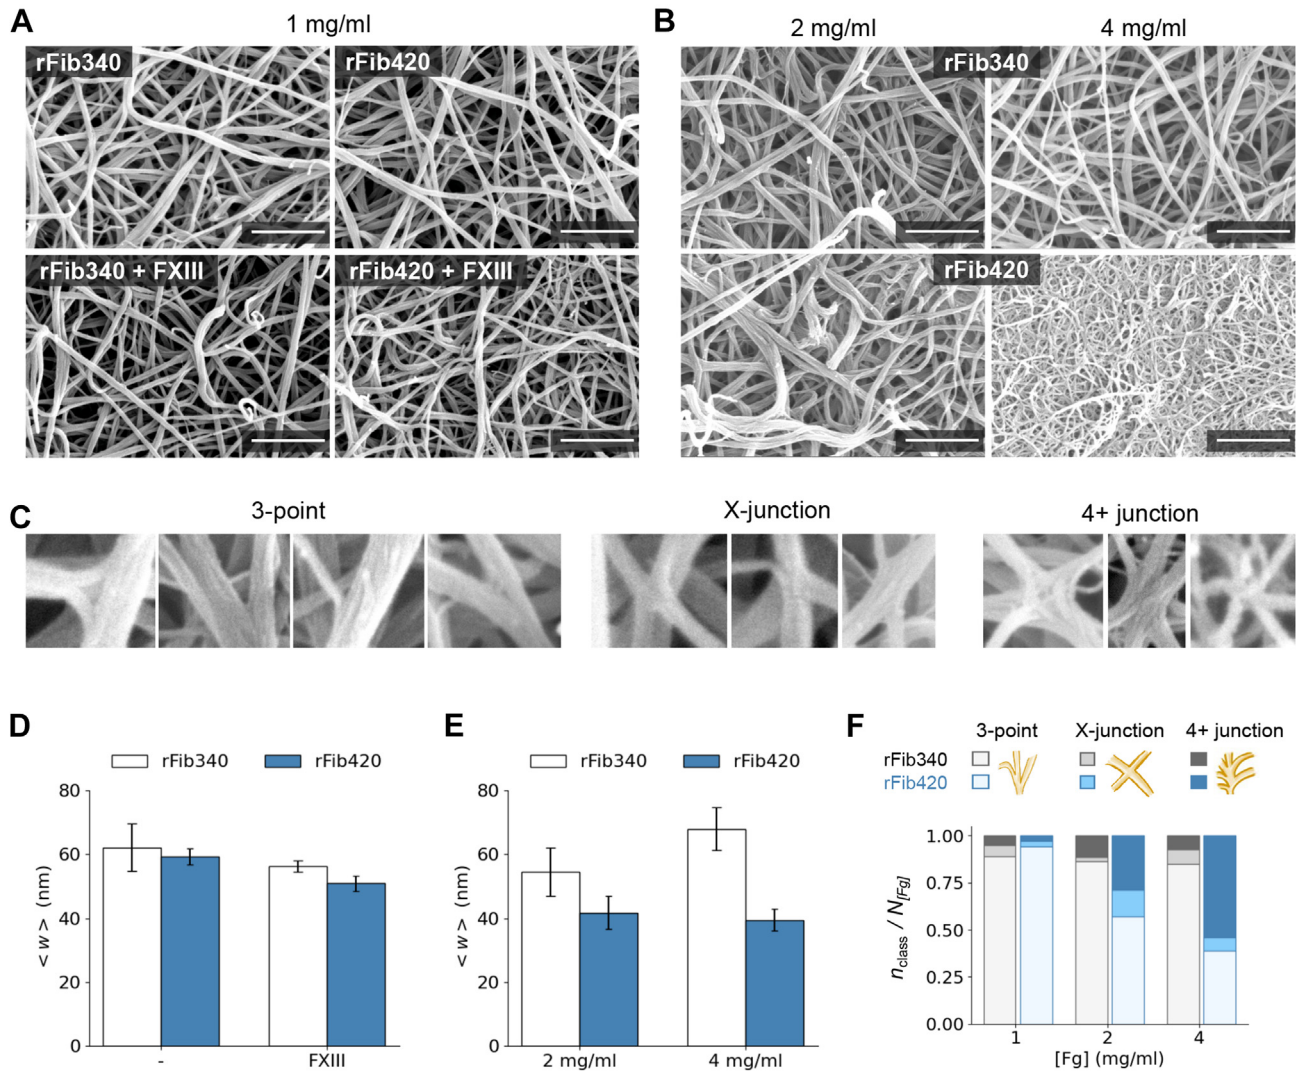 A
1 mg/ml
rFib340
rFib420
rFib340 + FXIII
rFib420 + FXIII
B
2 mg/ml
4 mg/ml
rFib340
rFib420
C
3-point
X-junction
4+ junction
D
rFib340
rFib420
80
60
40
20
0
< w > (nm)
-
FXIII
E
rFib340
rFib420
80
60
40
20
0
< w > (nm)
2 mg/ml
4 mg/ml
F
3-point
X-junction
4+ junction
rFib340
rFib420
1.00
0.75
0.50
0.25
0.00
nclass / N[Fg]
1
2
4
[Fg] (mg/ml)